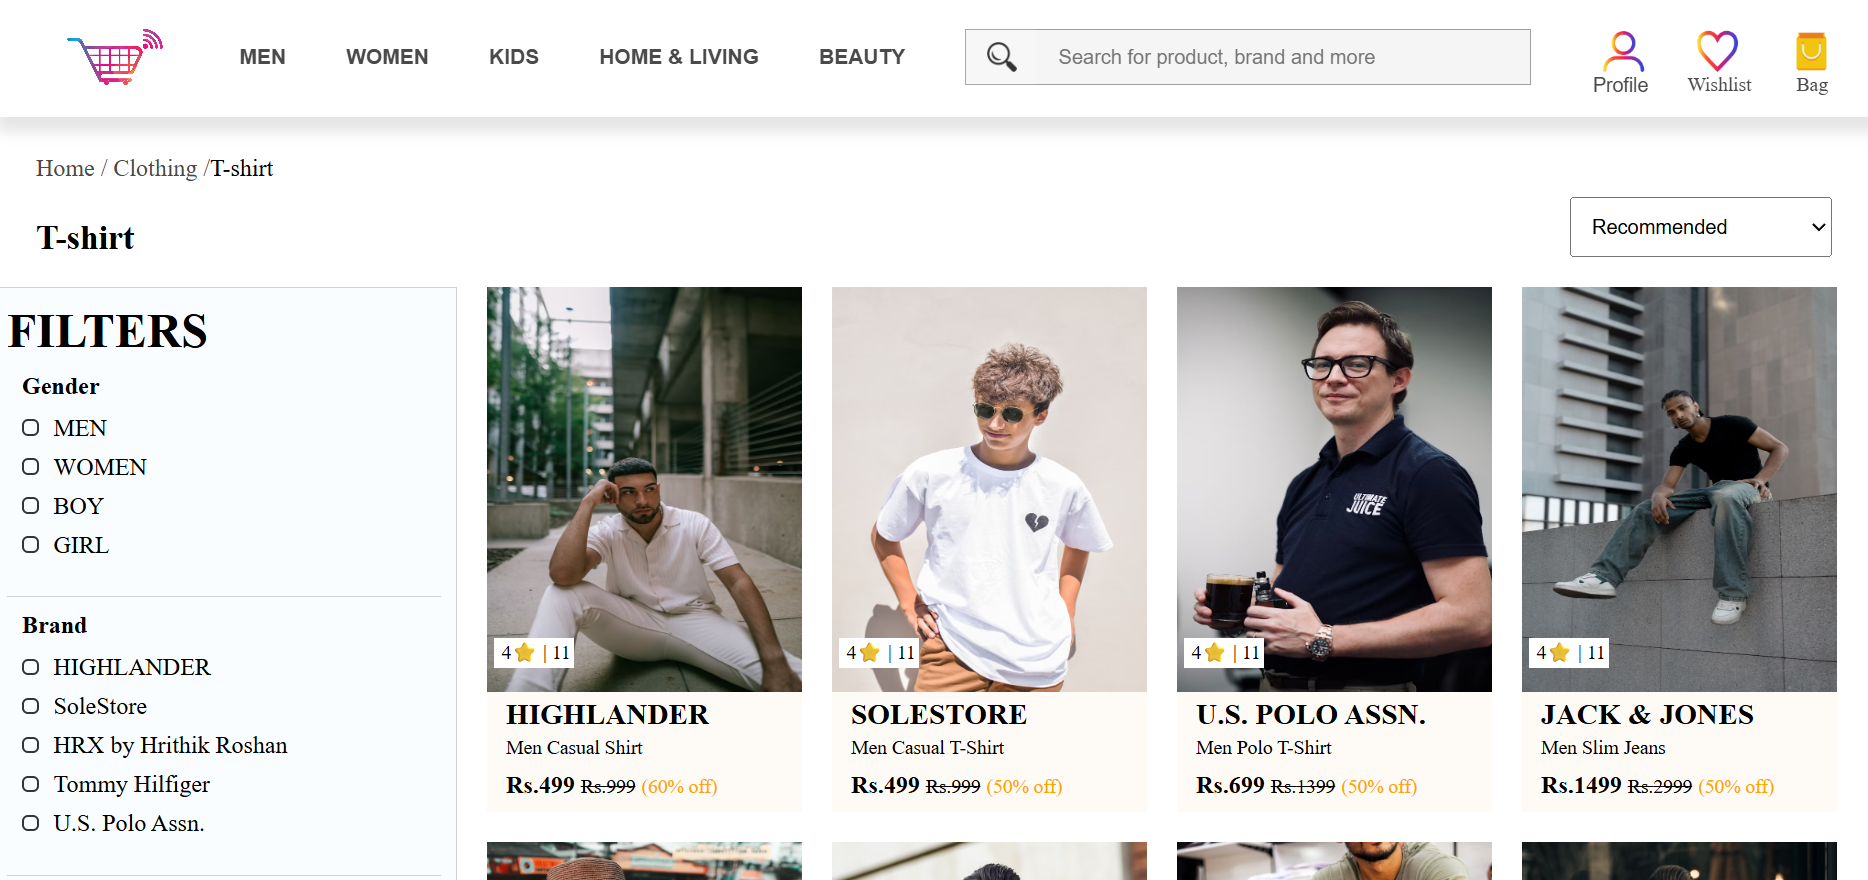 MEN WOMEN KIDS HOME & LIVING BEAUTY Search for product, brand and more Profile Wishlist Bag
Home / Clothing /T-shirt
T-shirt
Recommended
FILTERS
Gender
MEN
WOMEN
BOY
GIRL
Brand
HIGHLANDER
SoleStore
HRX by Hrithik Roshan
Tommy Hilfiger
U.S. Polo Assn.
4 | 11
HIGHLANDER
Men Casual Shirt
Rs.499 Rs.999 (60% off)
4 | 11
SOLESTORE
Men Casual T-Shirt
Rs.499 Rs.999 (50% off)
ULTIMATE
JUICE
4 | 11
U.S. POLO ASSN.
Men Polo T-Shirt
Rs.699 Rs.1399 (50% off)
4 | 11
JACK & JONES
Men Slim Jeans
Rs.1499 Rs.2999 (50% off)